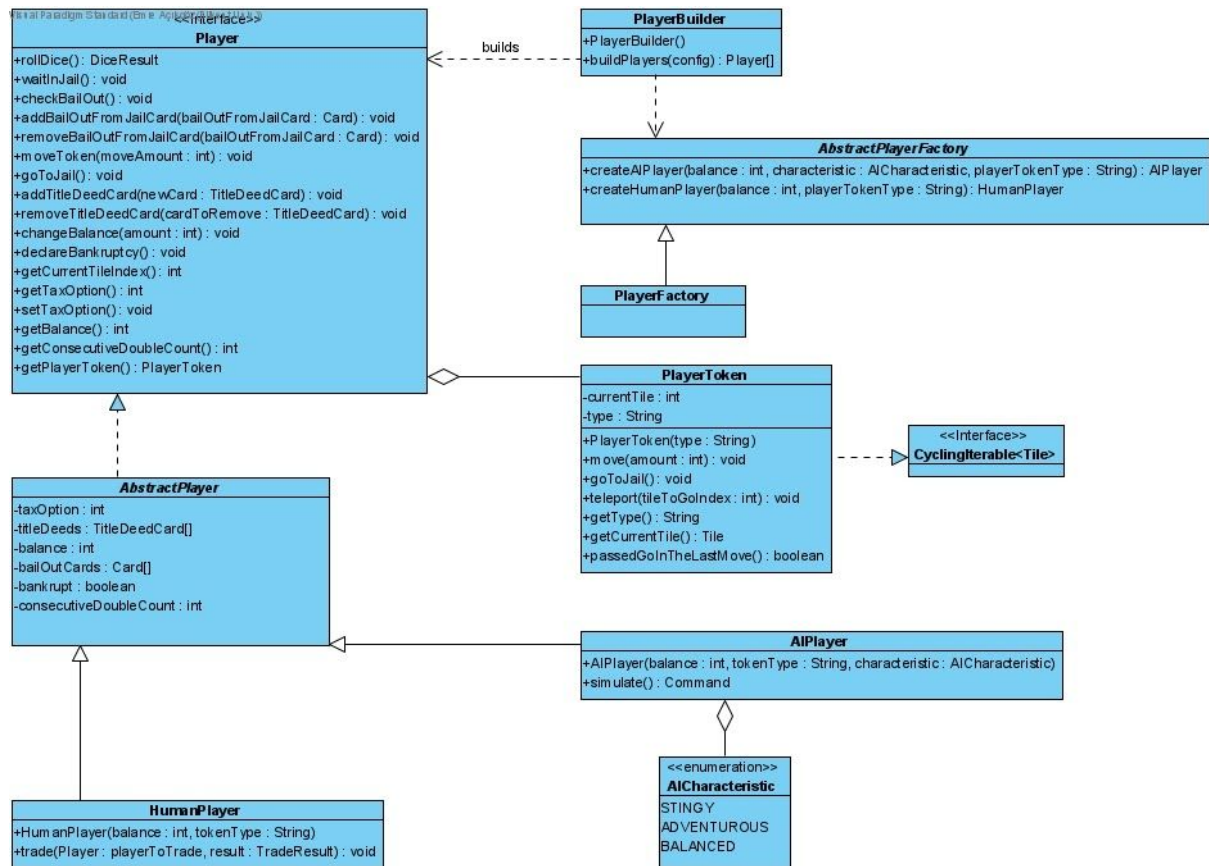 Visual Paradigm Standard
<<Interface>>
Player
+rollDice() : DiceResult
+waitInJail() : void
+checkBailOut() : void
+addBailOutFromJailCard(bailOutFromJailCard : Card) : void
+removeBailOutFromJailCard(bailOutFromJailCard : Card) : void
+moveToken(moveAmount : int) : void
+goToJail() : void
+addTitleDeedCard(newCard : TitleDeedCard) : void
+removeTitleDeedCard(cardToRemove : TitleDeedCard) : void
+changeBalance(amount : int) : void
+declareBankruptcy() : void
+getCurrentTileIndex() : int
+getTaxOption() : int
+setTaxOption() : void
+getBalance() : int
+getConsecutiveDoubleCount() : int
+getPlayerToken() : PlayerToken
builds
PlayerBuilder
+PlayerBuilder()
+buildPlayers(config) : Player[]
AbstractPlayerFactory
+createAIPlayer(balance : int, characteristic : AICharacteristic, playerTokenType : String) : AIPlayer
+createHumanPlayer(balance : int, playerTokenType : String) : HumanPlayer
PlayerFactory
PlayerToken
-currentTile : int
-type : String
+PlayerToken(type : String)
+move(amount : int) : void
+goToJail() : void
+teleport(tileToGoIndex : int) : void
+getType() : String
+getCurrentTile() : Tile
+passedGoInTheLastMove() : boolean
<<Interface>>
CyclingIterable<Tile>
AbstractPlayer
-taxOption : int
-titleDeeds : TitleDeedCard[]
-balance : int
-bailOutCards : Card[]
-bankrupt : boolean
-consecutiveDoubleCount : int
AIPlayer
+AIPlayer(balance : int, tokenType : String, characteristic : AICharacteristic)
+simulate() : Command
<<enumeration>>
AICharacteristic
STINGY
ADVENTUROUS
BALANCED
HumanPlayer
+HumanPlayer(balance : int, tokenType : String)
+trade(Player : playerToTrade, result : TradeResult) : void